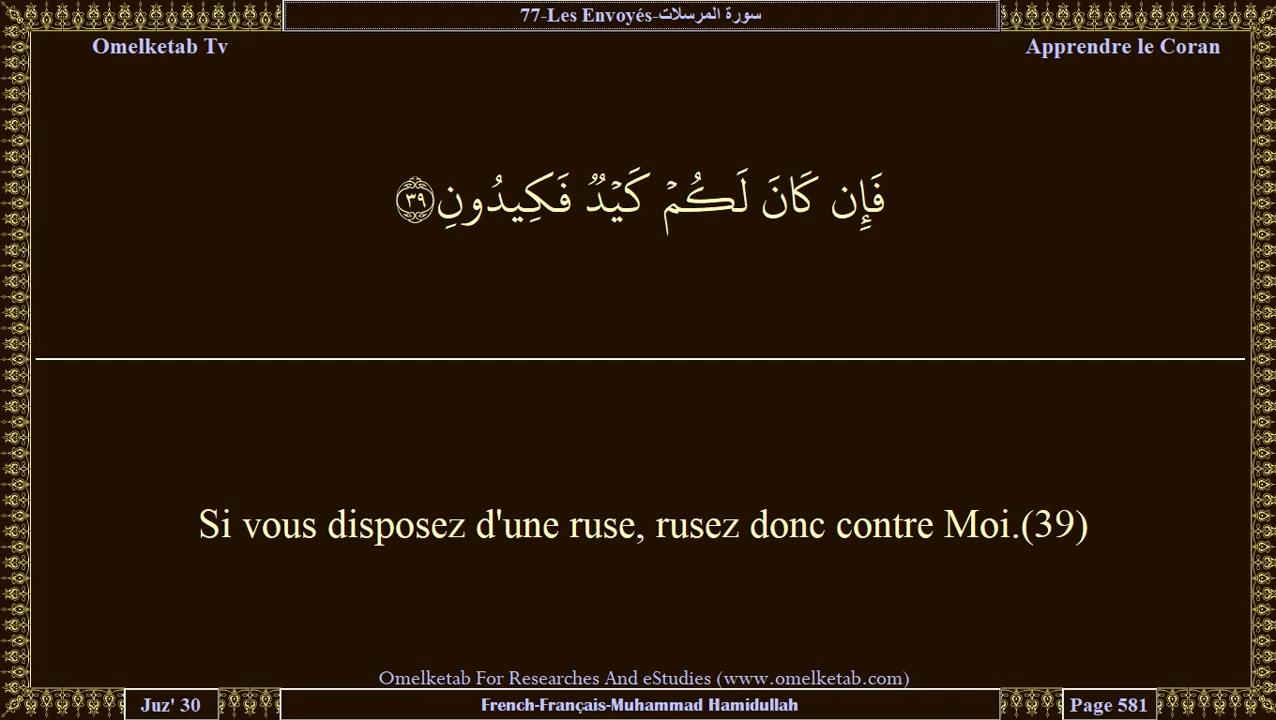 77-Les Envoyés-سورة المرسلات
Omelketab Tv
Apprendre le Coran
فَإِن كَانَ لَكُمۡ كَيۡدٞ فَكِيدُونِ ٣٩
Si vous disposez d'une ruse, rusez donc contre Moi.(39)
Omelketab For Researches And eStudies (www.omelketab.com)
Juz' 30
French-Français-Muhammad Hamidullah
Page 581